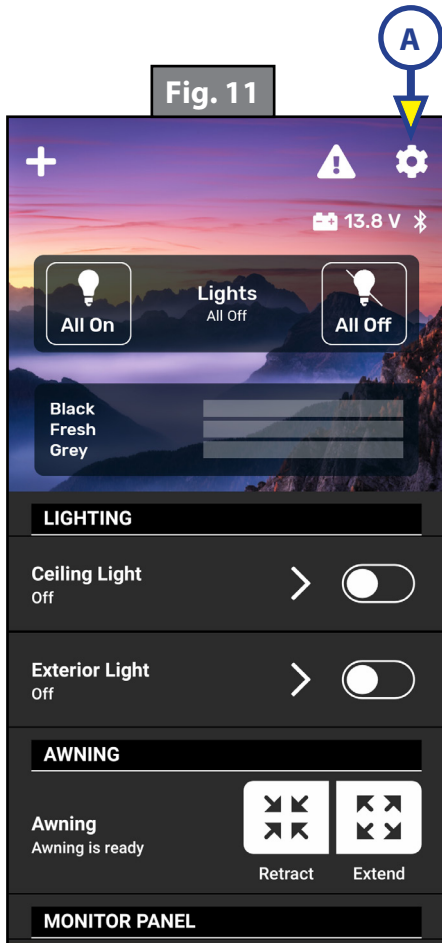 A
Fig. 11
13.8 V
All On
Lights
All Off
All Off
Black
Fresh
Grey
LIGHTING
Ceiling Light
Off
Exterior Light
Off
AWNING
Awning
Awning is ready
Retract
Extend
MONITOR PANEL